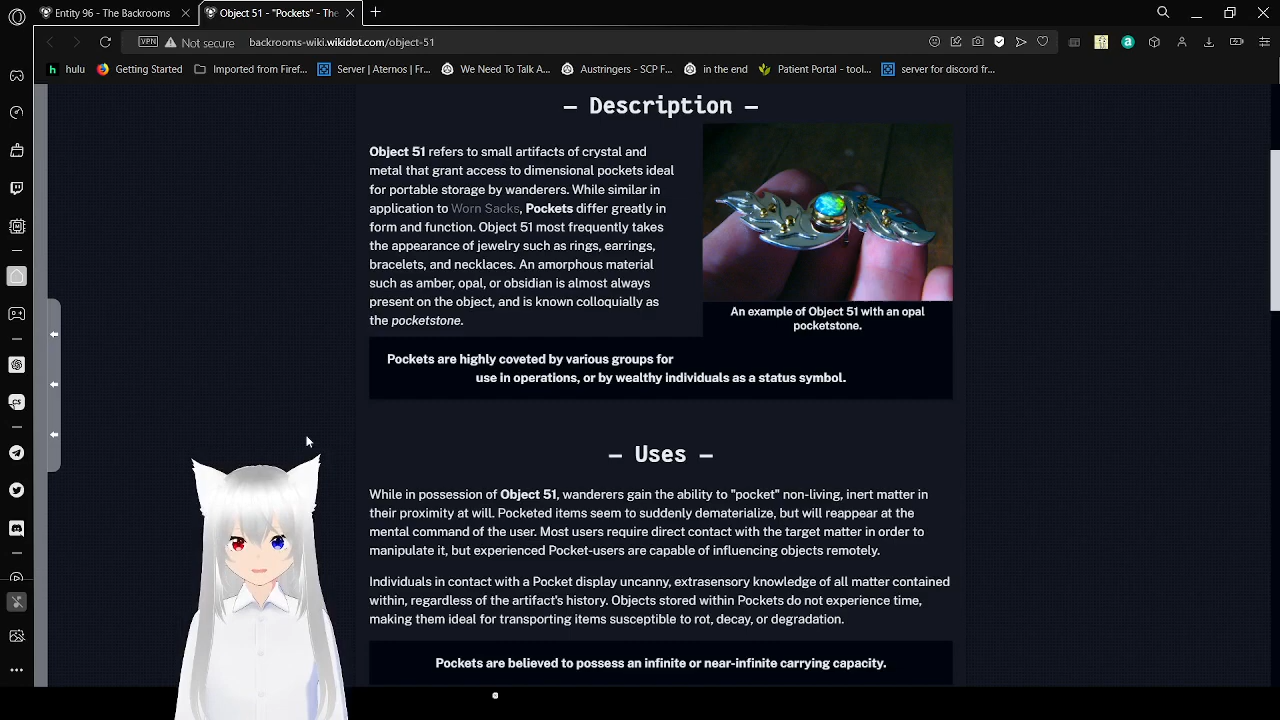 Entity 96 - The Backrooms
Object 51 - "Pockets" - The
VPN
Not secure
backrooms-wiki.wikidot.com/object-51
h
hulu
Getting Started
Imported from Firef...
Server | Aternos | Fr...
We Need To Talk A...
Austringers - SCP F...
in the end
Patient Portal - tool...
server for discord fr...
— Description —
Object 51 refers to small artifacts of crystal and
metal that grant access to dimensional pockets ideal
for portable storage by wanderers. While similar in
application to Worn Sacks, Pockets differ greatly in
form and function. Object 51 most frequently takes
the appearance of jewelry such as rings, earrings,
bracelets, and necklaces. An amorphous material
such as amber, opal, or obsidian is almost always
present on the object, and is known colloquially as
the pocketstone.
An example of Object 51 with an opal
pocketstone.
Pockets are highly coveted by various groups for
use in operations, or by wealthy individuals as a status symbol.
— Uses —
While in possession of Object 51, wanderers gain the ability to "pocket" non-living, inert matter in
their proximity at will. Pocketed items seem to suddenly dematerialize, but will reappear at the
mental command of the user. Most users require direct contact with the target matter in order to
manipulate it, but experienced Pocket-users are capable of influencing objects remotely.
Individuals in contact with a Pocket display uncanny, extrasensory knowledge of all matter contained
within, regardless of the artifact's history. Objects stored within Pockets do not experience time,
making them ideal for transporting items susceptible to rot, decay, or degradation.
Pockets are believed to possess an infinite or near-infinite carrying capacity.